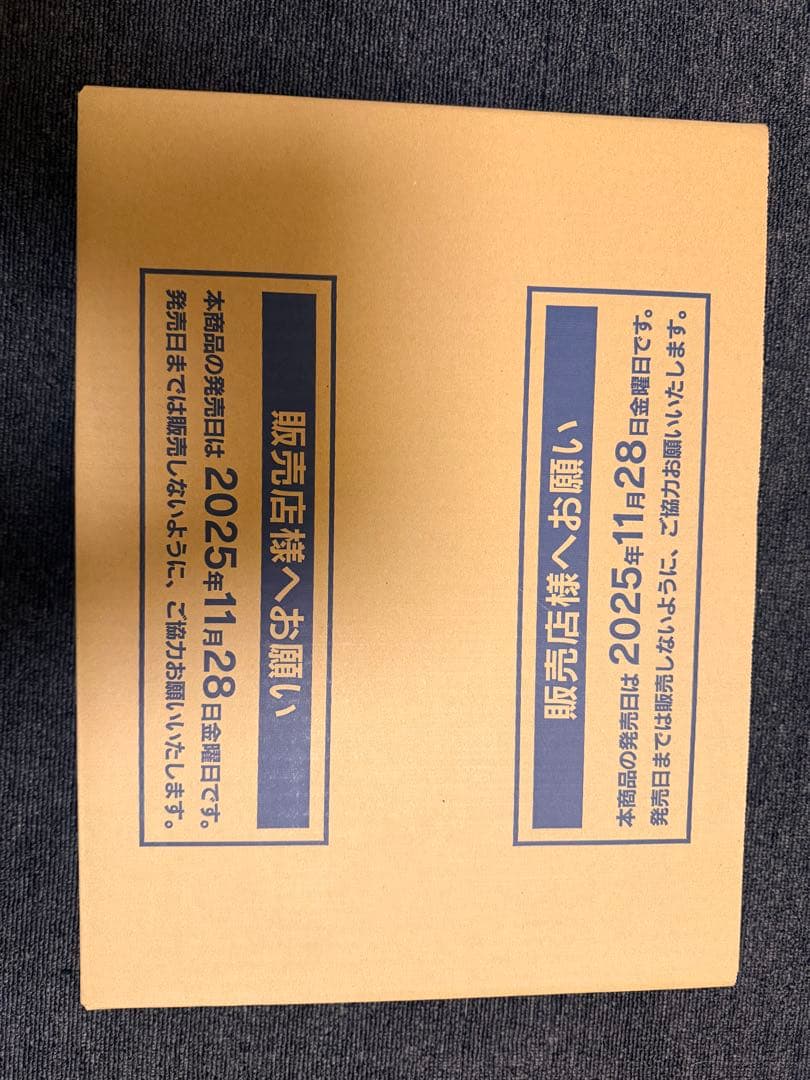 販売店様へお願い
本商品の発売日は 2025年11月28日金曜日です。
発売日までは販売しないように、ご協力お願いいたします。
販売店様へお願い
本商品の発売日は 2025年11月28日金曜日です。
発売日までは販売しないように、ご協力お願いいたします。